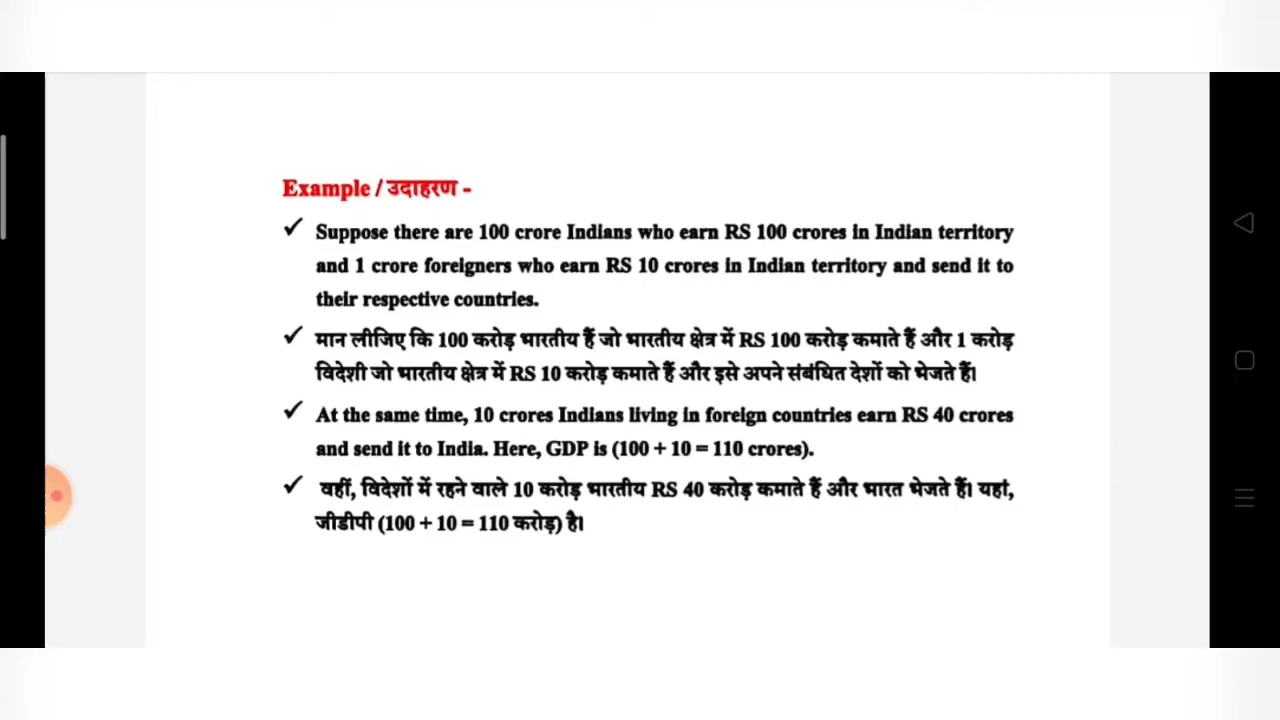 Example / उदाहरण -
✓ Suppose there are 100 crore Indians who earn RS 100 crores in Indian territory
and 1 crore foreigners who earn RS 10 crores in Indian territory and send it to
their respective countries.
✓ मान लीजिए कि 100 करोड़ भारतीय हैं जो भारतीय क्षेत्र में RS 100 करोड़ कमाते हैं और 1 करोड़
विदेशी जो भारतीय क्षेत्र में RS 10 करोड़ कमाते हैं और इसे अपने संबंधित देशों को भेजते हैं।
✓ At the same time, 10 crores Indians living in foreign countries earn RS 40 crores
and send it to India. Here, GDP is (100 + 10 = 110 crores).
✓ वहीं, विदेशों में रहने वाले 10 करोड़ भारतीय RS 40 करोड़ कमाते हैं और भारत भेजते हैं। यहां,
जीडीपी (100 + 10 = 110 करोड़) है।